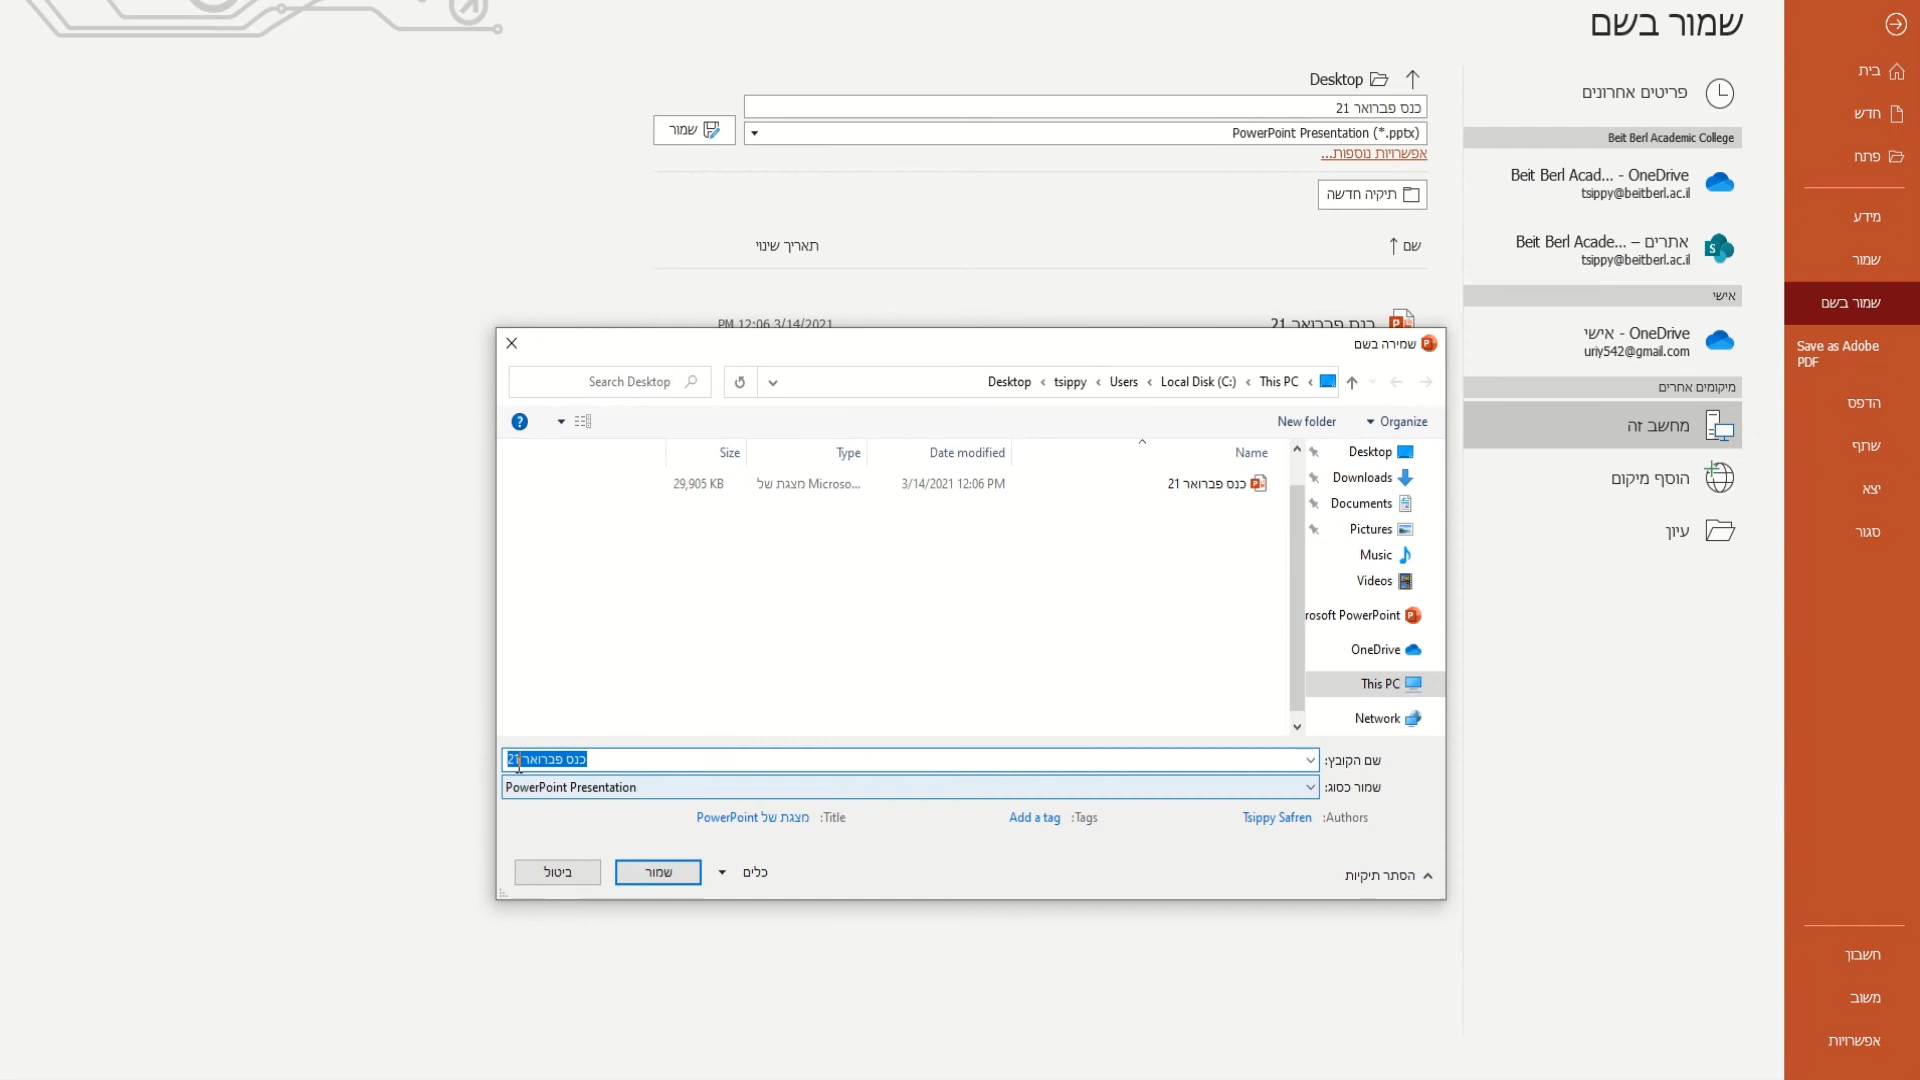 שמור בשם
בית
חדש
פתח
מידע
שמור
שמור בשם
Save as Adobe
PDF
הדפס
שתף
יצא
סגור
חשבון
משוב
אפשרויות
פריטים אחרונים
Beit Berl Academic College
Beit Berl Acad... - OneDrive
tsippy@beitberl.ac.il
אתרים – Beit Berl Acade...
tsippy@beitberl.ac.il
אישי
OneDrive - אישי
uriy542@gmail.com
מיקומים אחרים
מחשב זה
הוסף מיקום
עיון
Desktop
כנס פברואר 21
PowerPoint Presentation (*.pptx)
שמור
אפשרויות נוספות...
תיקיה חדשה
שם
תאריך שינוי
כנס פברואר 21
3/14/2021 12:06 PM
שמירה בשם
This PC
Local Disk (C:)
Users
tsippy
Desktop
Search Desktop
Organize
New folder
Name
Date modified
Type
Size
כנס פברואר 21
3/14/2021 12:06 PM
מצגת של Microso...
29,905 KB
Desktop
Downloads
Documents
Pictures
Music
Videos
rosoft PowerPoint
OneDrive
This PC
Network
שם הקובץ:
כנס פברואר 21
שמור כסוג:
PowerPoint Presentation
Authors:
Tsippy Safren
Tags:
Add a tag
Title:
מצגת של PowerPoint
הסתר תיקיות
כלים
שמור
ביטול